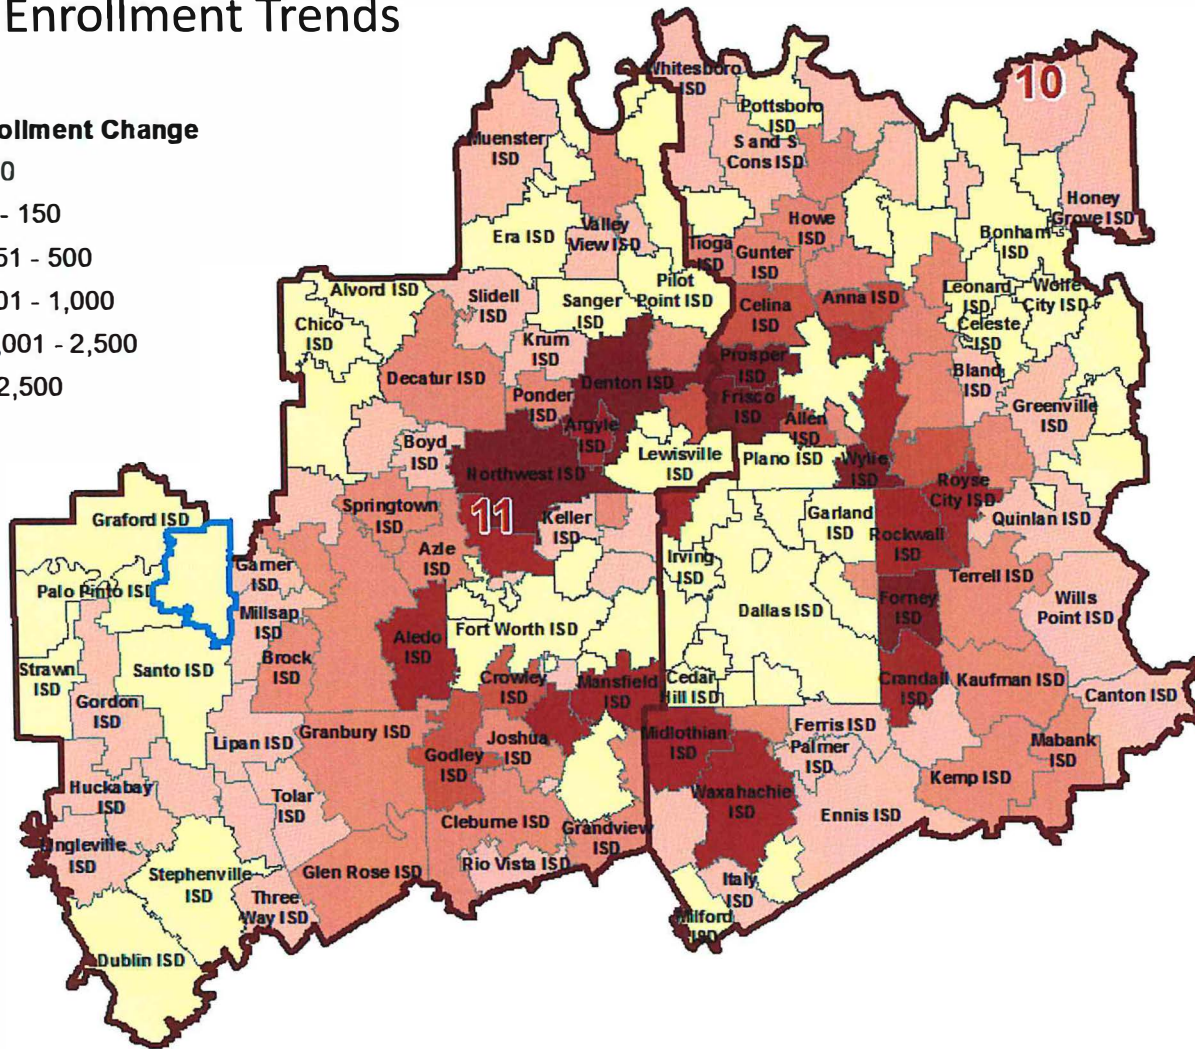 Enrollment Trends
ollment Change
0
- 150
51 - 500
01 - 1,000
,001 - 2,500
2,500
10
Whitesboro
ISD
Pottsboro
ISD
Muenster
ISD
S and S
Cons ISD
Honey
Grove ISD
Era ISD
Valley
View ISD
Howe
ISD
Bonham
ISD
Tioga
ISD
Gunter
ISD
Alvord ISD
Slidell
ISD
Sanger
ISD
Pilot
Point ISD
Celina
ISD
Anna ISD
Leonard
ISD
Wolfe
City ISD
Chico
ISD
Celeste
ISD
Krum
ISD
Decatur ISD
Denton ISD
Prosper
ISD
Bland
ISD
Ponder
ISD
Frisco
ISD
Greenville
ISD
Argyle
ISD
Allen
ISD
Boyd
ISD
Northwest ISD
Lewisville
ISD
Plano ISD
Wylie
ISD
Royse
City ISD
Springtown
ISD
11
Keller
ISD
Garland
ISD
Quinlan ISD
Graford ISD
Rockwall
ISD
Azle
ISD
Irving
ISD
Garner
ISD
Terrell ISD
Palo Pinto ISD
Millsap
ISD
Dallas ISD
Forney
ISD
Wills
Point ISD
Aledo
ISD
Fort Worth ISD
Strawn
ISD
Santo ISD
Brock
ISD
Crowley
ISD
Mansfield
ISD
Cedar
Hill ISD
Crandall
ISD
Kaufman ISD
Canton ISD
Gordon
ISD
Lipan ISD
Granbury ISD
Godley
ISD
Joshua
ISD
Midlothian
ISD
Ferris ISD
Palmer
ISD
Mabank
ISD
Huckabay
ISD
Tolar
ISD
Waxahachie
ISD
Kemp ISD
Cleburne ISD
Grandview
ISD
Ennis ISD
Lingleville
ISD
Stephenville
ISD
Glen Rose ISD
Rio Vista ISD
Three
Way ISD
Italy
ISD
Milford
ISD
Dublin ISD